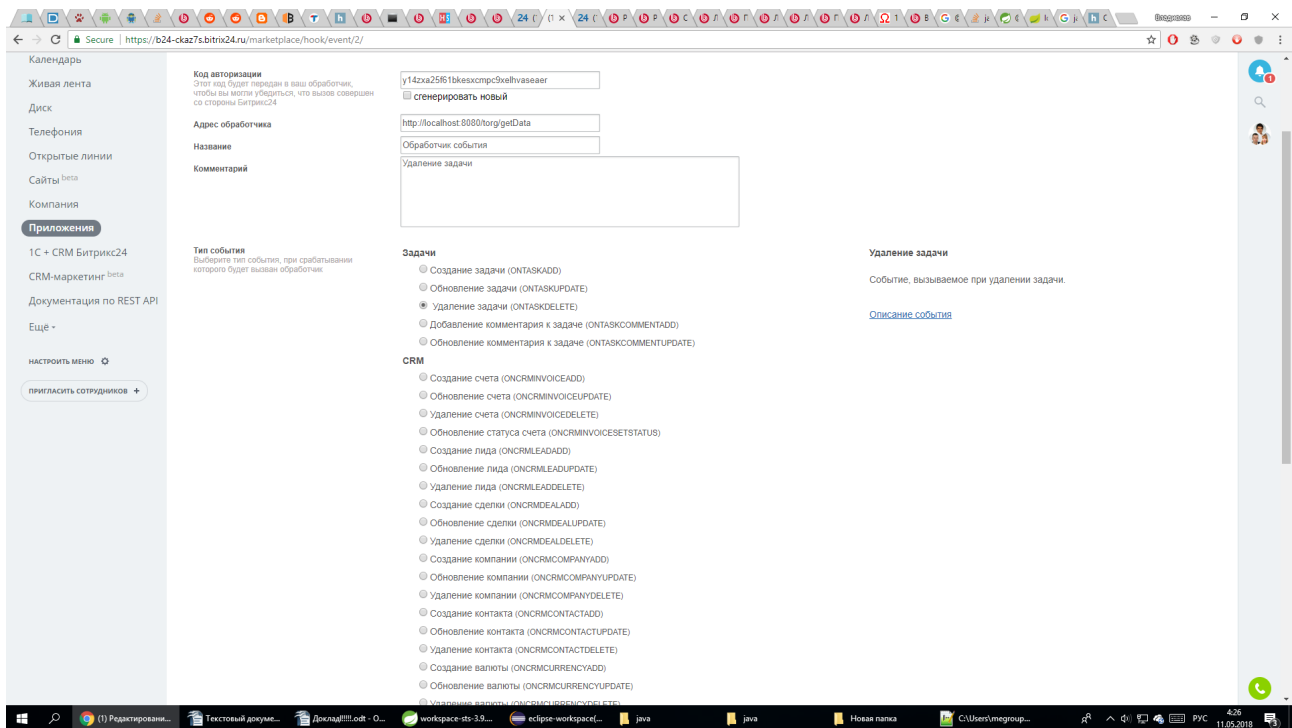 Владислав
Secure | https://b24-ckaz7s.bitrix24.ru/marketplace/hook/event/2/
Календарь
Живая лента
Диск
Телефония
Открытые линии
Сайты beta
Компания
Приложения
1С + CRM Битрикс24
CRM-маркетинг beta
Документация по REST API
Ещё
НАСТРОИТЬ МЕНЮ
ПРИГЛАСИТЬ СОТРУДНИКОВ +
Код авторизации
Этот код будет передан в ваш обработчик,
чтобы вы могли убедиться, что вызов совершен
со стороны Битрикс24
y14zxa25f61bkesxcmpc9xelhvaseaer
сгенерировать новый
Адрес обработчика
http://localhost:8080/torg/getData
Название
Обработчик события
Комментарий
Удаление задачи
Тип события
Выберите тип события, при срабатывании
которого будет вызван обработчик
Задачи
Создание задачи (ONTASKADD)
Обновление задачи (ONTASKUPDATE)
Удаление задачи (ONTASKDELETE)
Добавление комментария к задаче (ONTASKCOMMENTADD)
Обновление комментария к задаче (ONTASKCOMMENTUPDATE)
CRM
Создание счета (ONCRMINVOICEADD)
Обновление счета (ONCRMINVOICEUPDATE)
Удаление счета (ONCRMINVOICEDELETE)
Обновление статуса счета (ONCRMINVOICESETSTATUS)
Создание лида (ONCRMLEADADD)
Обновление лида (ONCRMLEADUPDATE)
Удаление лида (ONCRMLEADDELETE)
Создание сделки (ONCRMDEALADD)
Обновление сделки (ONCRMDEALUPDATE)
Удаление сделки (ONCRMDEALDELETE)
Создание компании (ONCRMCOMPANYADD)
Обновление компании (ONCRMCOMPANYUPDATE)
Удаление компании (ONCRMCOMPANYDELETE)
Создание контакта (ONCRMCONTACTADD)
Обновление контакта (ONCRMCONTACTUPDATE)
Удаление контакта (ONCRMCONTACTDELETE)
Создание валюты (ONCRMCURRENCYADD)
Обновление валюты (ONCRMCURRENCYUPDATE)
Удаление валюты (ONCRMCURRENCYDELETE)
Удаление задачи
Событие, вызываемое при удалении задачи.
Описание события
1
(1) Редактировани...
Текстовый докуме...
Доклад!!!!!.odt - O...
workspace-sts-3.9....
eclipse-workspace(...
java
java
Новая папка
C:\Users\megroup...
РУС
4:26
11.05.2018
3